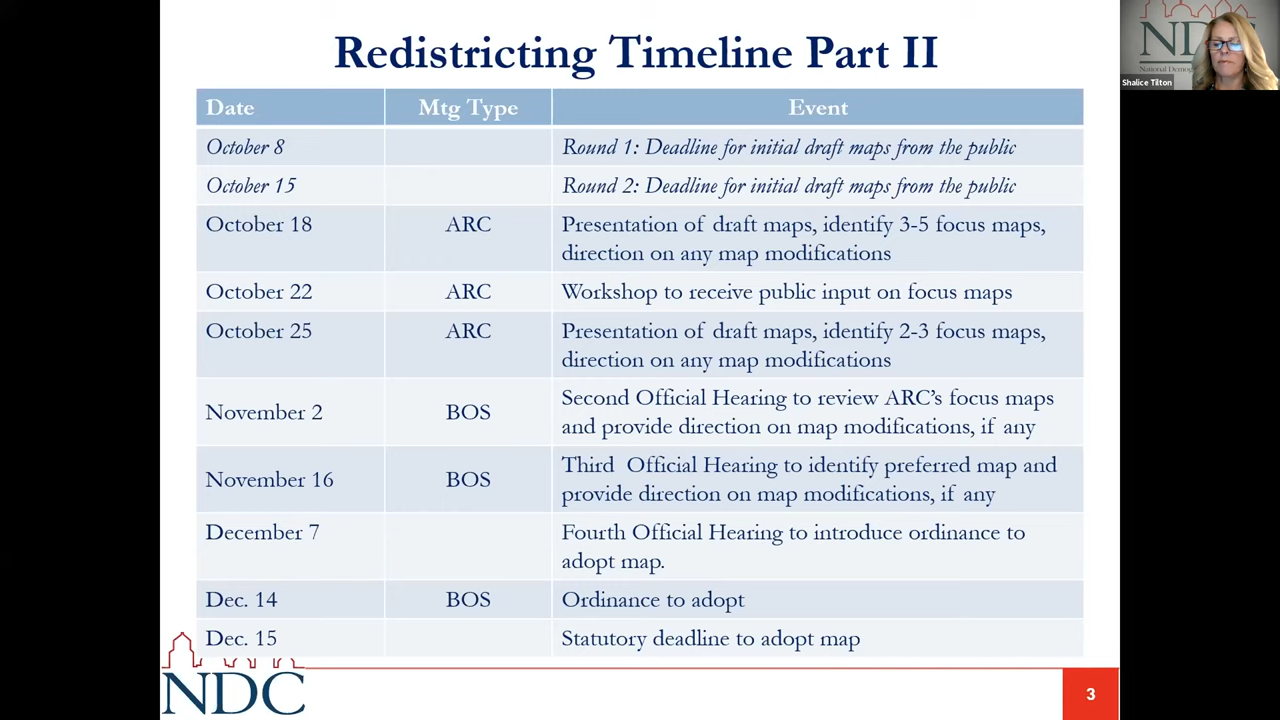 Redistricting Timeline Part II
Date Mtg Type Event
October 8 Round 1: Deadline for initial draft maps from the public
October 15 Round 2: Deadline for initial draft maps from the public
October 18 ARC Presentation of draft maps, identify 3-5 focus maps,
direction on any map modifications
October 22 ARC Workshop to receive public input on focus maps
October 25 ARC Presentation of draft maps, identify 2-3 focus maps,
direction on any map modifications
November 2 BOS Second Official Hearing to review ARC's focus maps
and provide direction on map modifications, if any
November 16 BOS Third Official Hearing to identify preferred map and
provide direction on map modifications, if any
December 7 Fourth Official Hearing to introduce ordinance to
adopt map.
Dec. 14 BOS Ordinance to adopt
Dec. 15 Statutory deadline to adopt map
NDC
3
Shalice Tilton